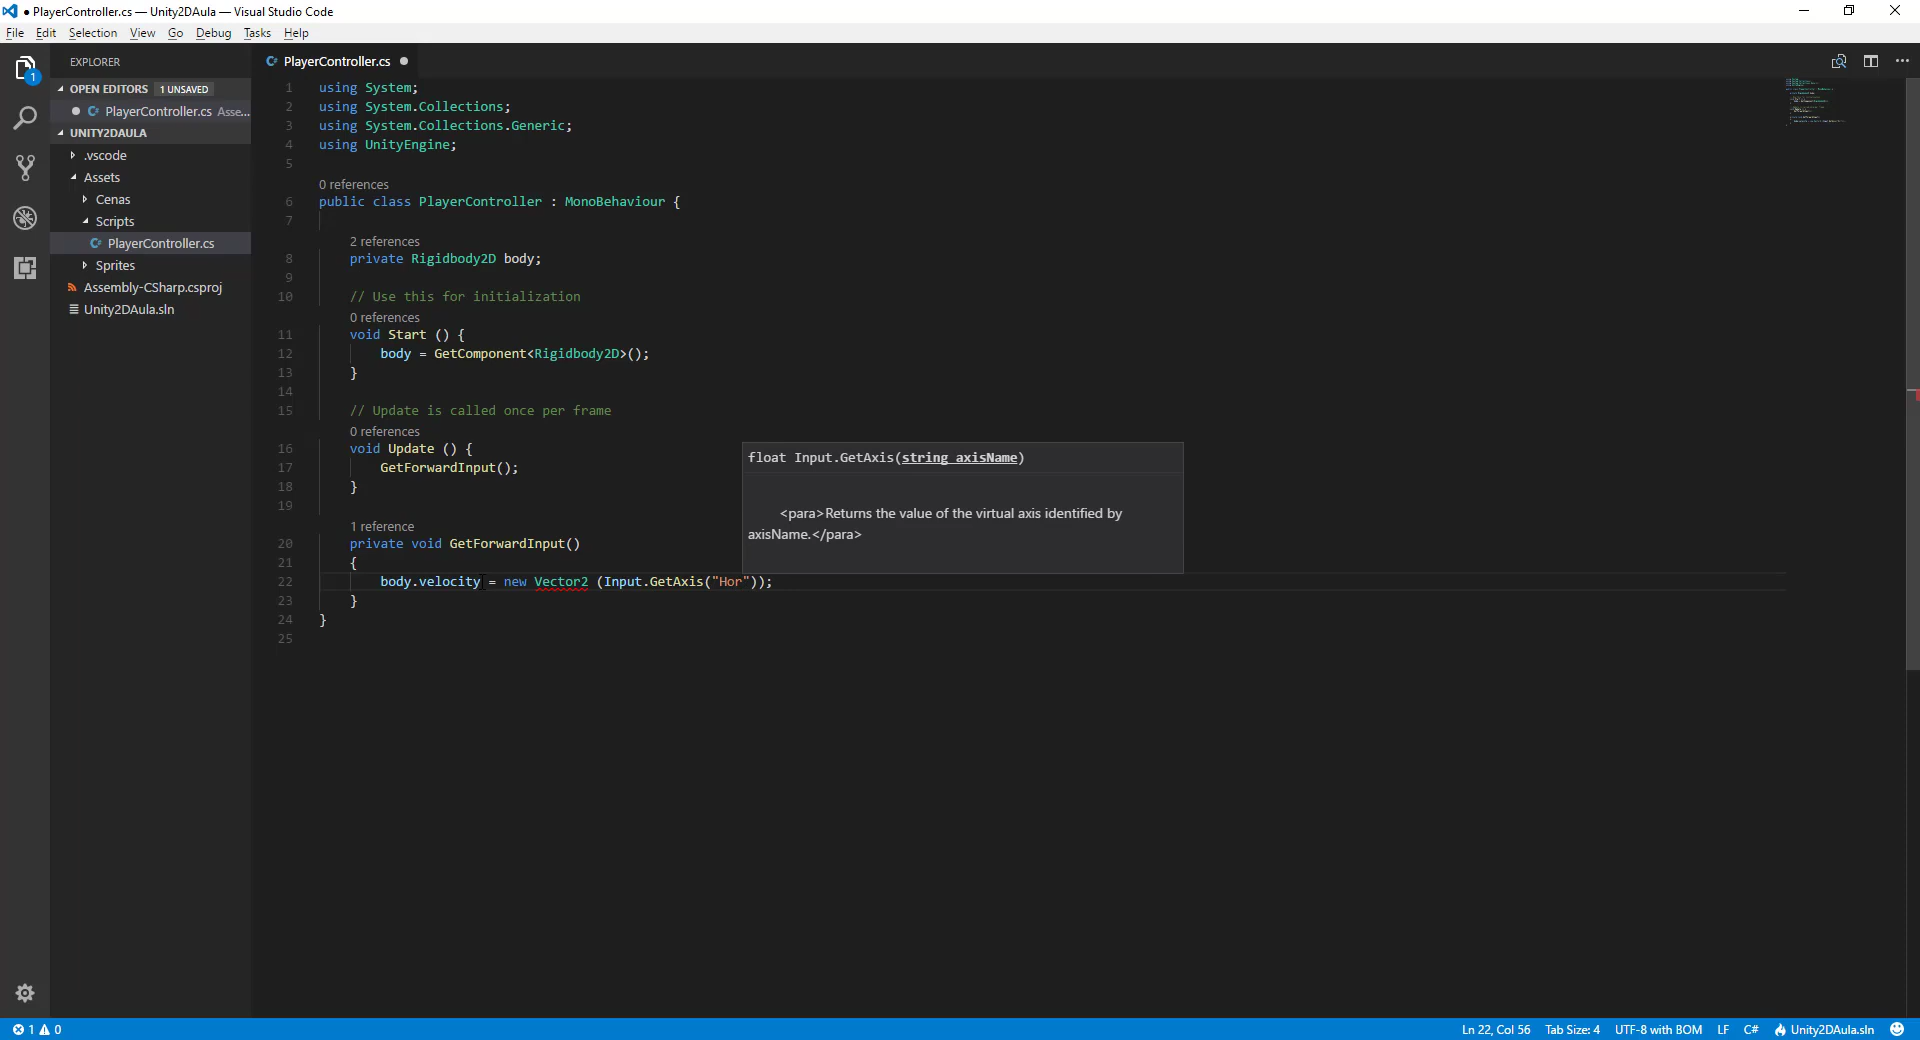 ● PlayerController.cs — Unity2DAula — Visual Studio Code
File Edit Selection View Go Debug Tasks Help
EXPLORER
OPEN EDITORS 1 UNSAVED
PlayerController.cs Asse...
UNITY2DAULA
.vscode
Assets
Cenas
Scripts
PlayerController.cs
Sprites
Assembly-CSharp.csproj
Unity2DAula.sln
1
PlayerController.cs
1 using System;
2 using System.Collections;
3 using System.Collections.Generic;
4 using UnityEngine;
5
0 references
6 public class PlayerController : MonoBehaviour {
7
2 references
8 private Rigidbody2D body;
9
10 // Use this for initialization
0 references
11 void Start () {
12 body = GetComponent<Rigidbody2D>();
13 }
14
15 // Update is called once per frame
0 references
16 void Update () {
17 GetForwardInput();
18 }
19
1 reference
20 private void GetForwardInput()
21 {
22 body.velocity = new Vector2 (Input.GetAxis("Hor"));
23 }
24 }
25
float Input.GetAxis(string axisName)
<para>Returns the value of the virtual axis identified by
axisName.</para>
1 0
Ln 22, Col 56 Tab Size: 4 UTF-8 with BOM LF C# Unity2DAula.sln